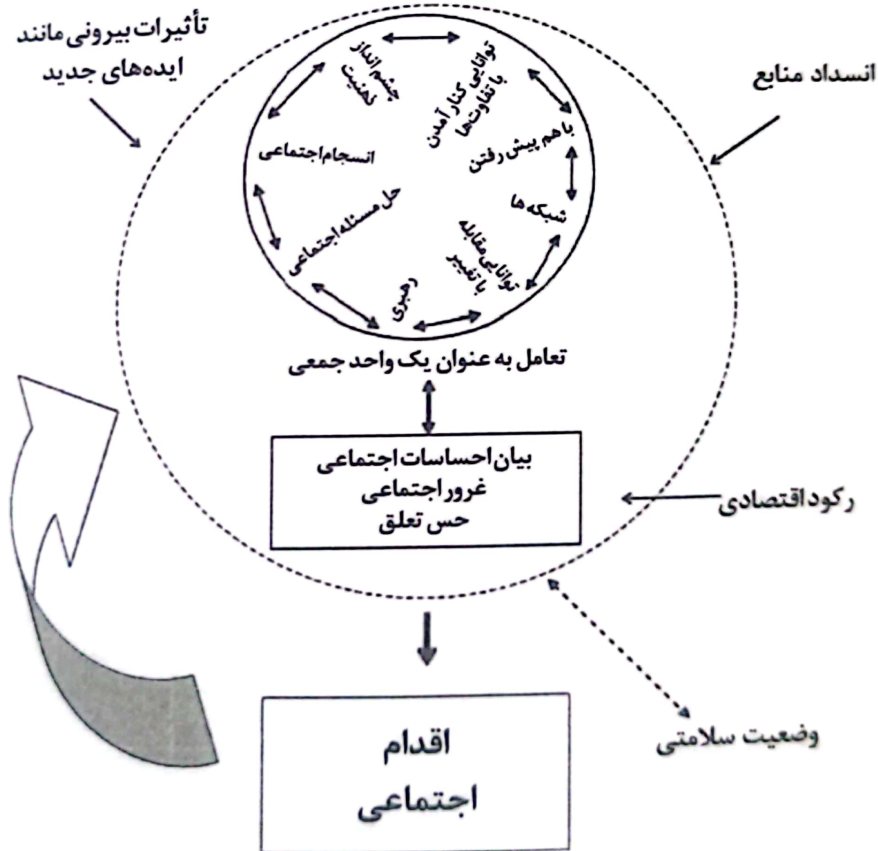 تأثیرات بیرونی مانند
ایده‌های جدید
انسداد منابع
چشم انداز
ذهنیت
توانایی کنار آمدن
با تفاوت‌ها
با هم پیش رفتن
شبکه ها
توانایی مقابله
با تغییر
رهبری
حل مسئله اجتماعی
انسجام اجتماعی
تعامل به عنوان یک واحد جمعی
بیان احساسات اجتماعی
غرور اجتماعی
حس تعلق
رکود اقتصادی
وضعیت سلامتی
اقدام
اجتماعی